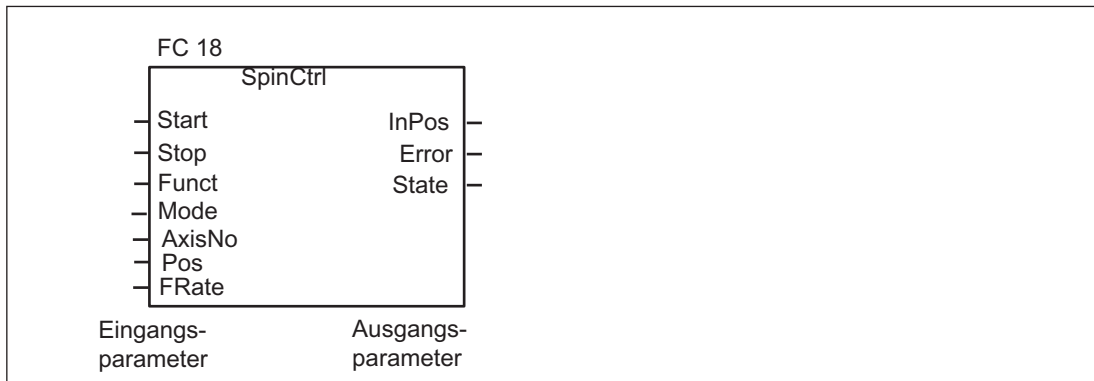 FC 18
SpinCtrl
Start
Stop
Funct
Mode
AxisNo
Pos
FRate
InPos
Error
State
Eingangs-
parameter
Ausgangs-
parameter